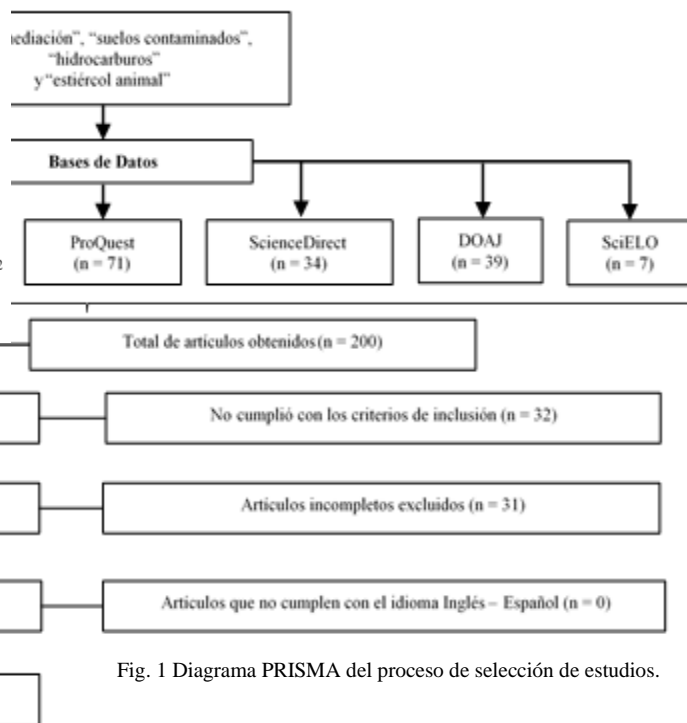 “suelos contaminados”,
“hidrocarburos”
y“estiércol animal”
Bases de Datos
ProQuest
(n = 71)
ScienceDirect
(n = 34)
DOAJ
(n = 39)
SciELO
(n = 7)
Total de artículos obtenidos(n = 200)
No cumplió con los criterios de inclusión (n = 32)
Artículos incompletos excluidos (n = 31)
Artículos que no cumplen con el idioma Inglés – Español (n = 0)
Fig. 1 Diagrama PRISMA del proceso de selección de estudios.